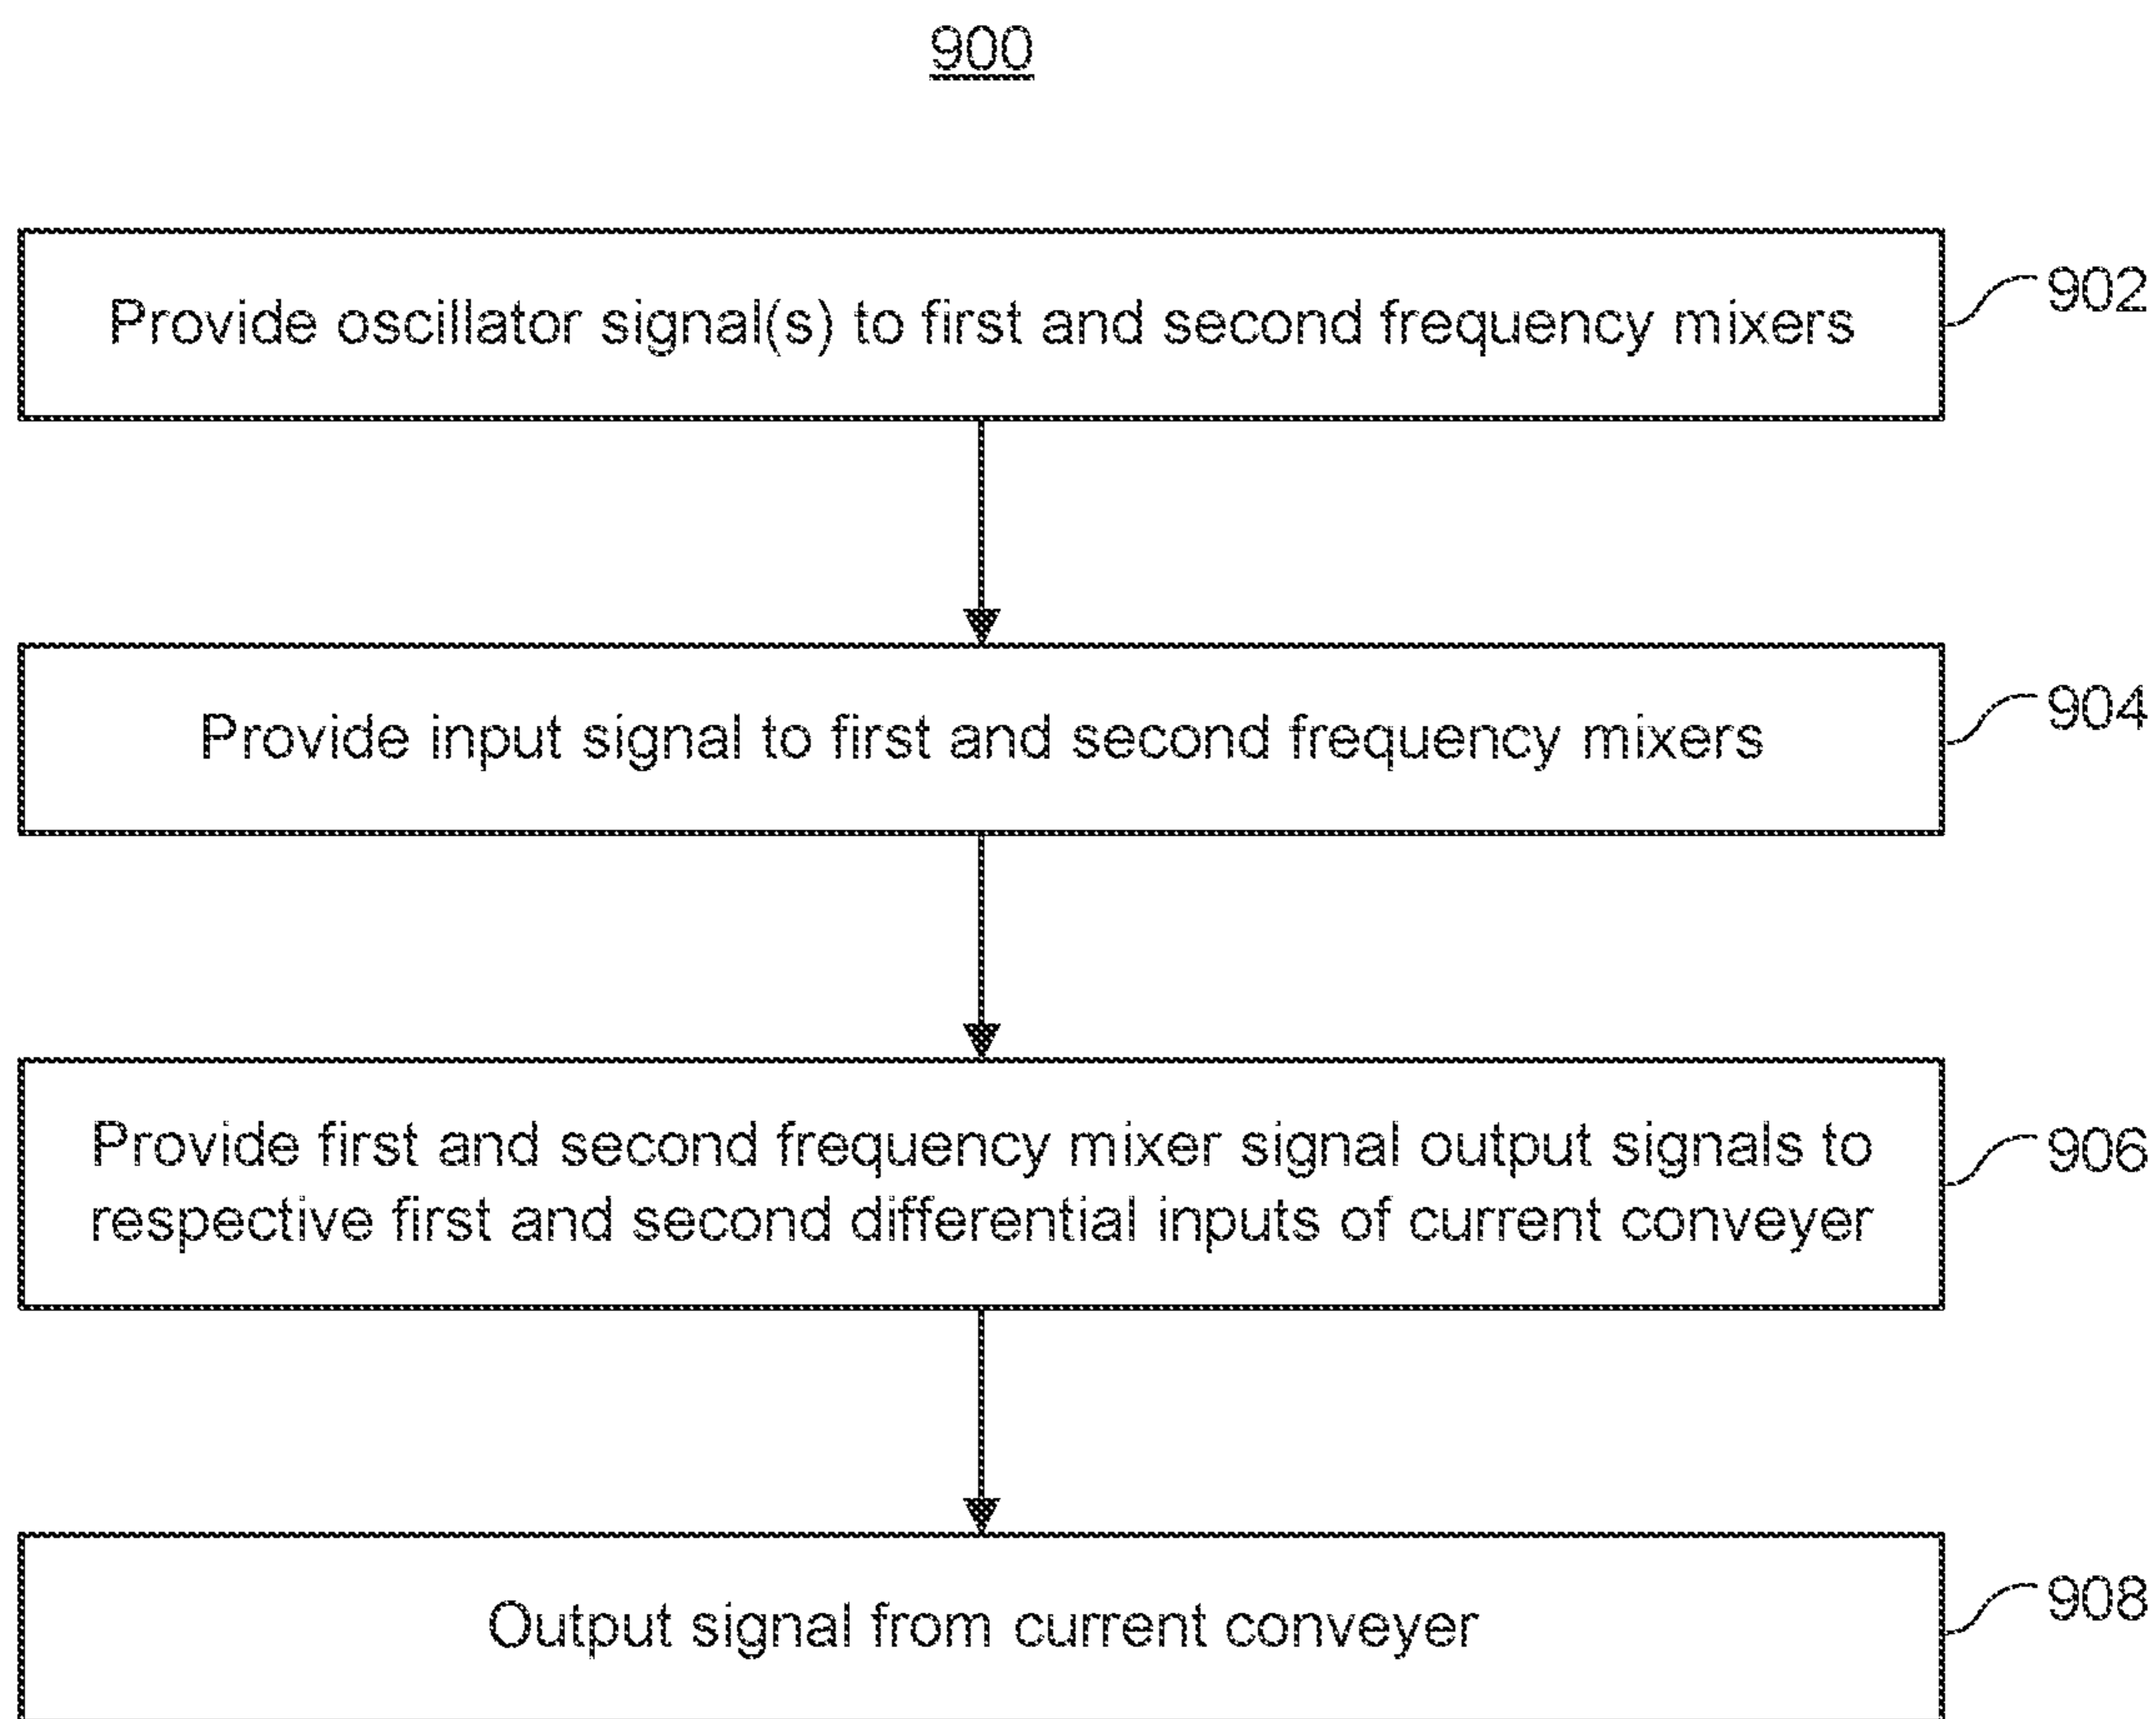 900
Provide oscillator signal(s) to first and second frequency mixers
902
Provide input signal to first and second frequency mixers
904
Provide first and second frequency mixer signal output signals to
respective first and second differential inputs of current conveyer
906
Output signal from current conveyer
908